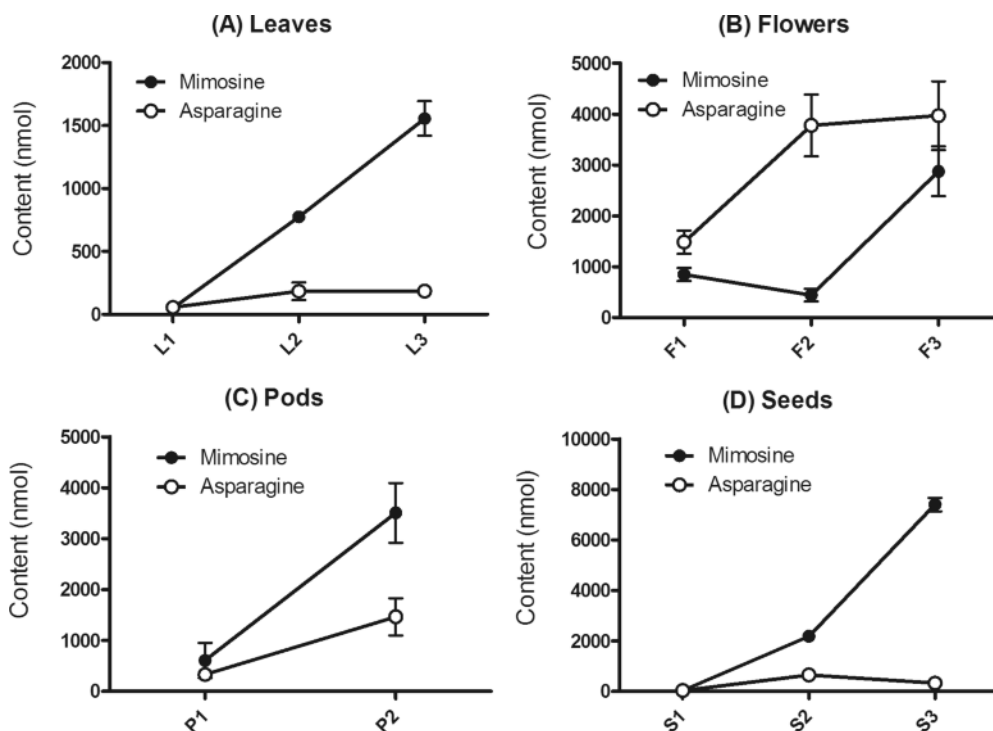 (A) Leaves
Content (nmol)
2000
1500
1000
500
0
Mimosine
Asparagine
L1 L2 L3
(B) Flowers
Content (nmol)
5000
4000
3000
2000
1000
0
Mimosine
Asparagine
F1 F2 F3
(C) Pods
Content (nmol)
5000
4000
3000
2000
1000
0
Mimosine
Asparagine
P1 P2
(D) Seeds
Content (nmol)
10000
8000
6000
4000
2000
0
Mimosine
Asparagine
S1 S2 S3